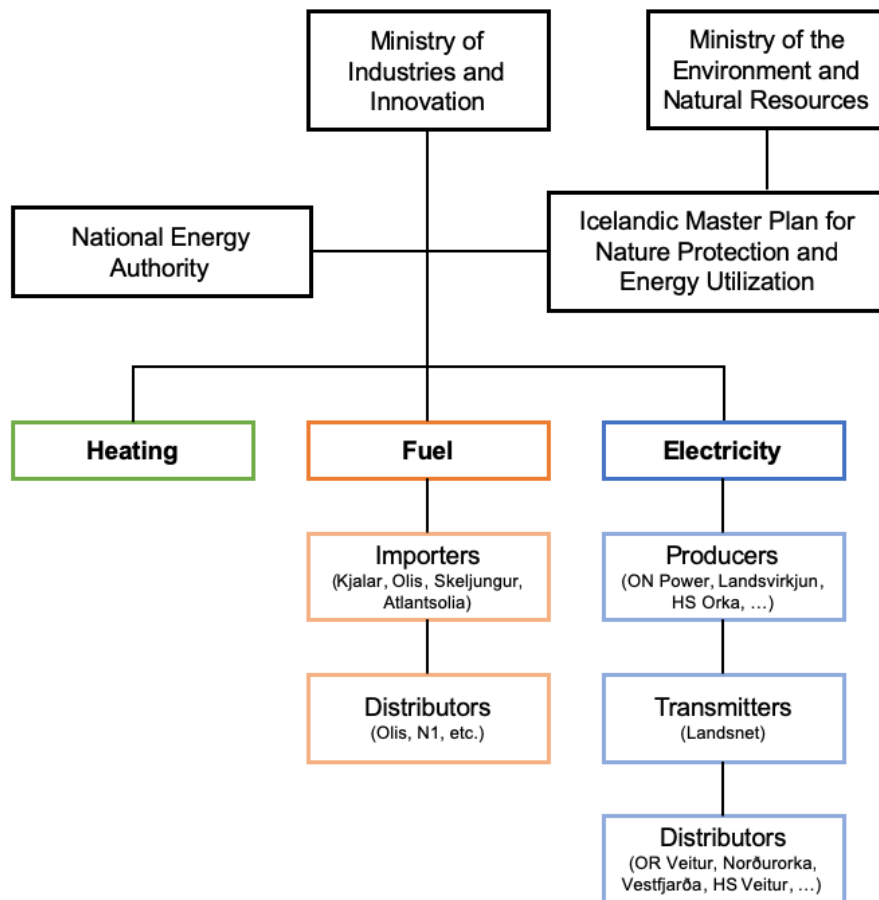 Ministry of
Industries and
Innovation
Ministry of the
Environment and
Natural Resources
National Energy
Authority
Icelandic Master Plan for
Nature Protection and
Energy Utilization
Heating
Fuel
Electricity
Importers
(Kjalar, Olis, Skeljungur,
Atlantsolia)
Producers
(ON Power, Landsvirkjun,
HS Orka, ...)
Distributors
(Olis, N1, etc.)
Transmitters
(Landsnet)
Distributors
(OR Veitur, Norðurorka,
Vestfjarða, HS Veitur, ...)